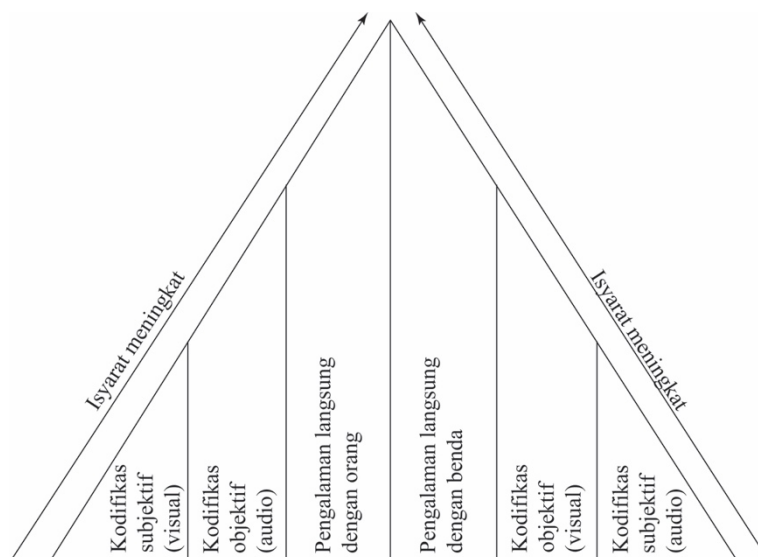 Isyarat meningkat
Isyarat meningkat
Kodifikas
subjektif
(visual)
Kodifikas
objektif
(audio)
Pengalaman langsung
dengan orang
Pengalaman langsung
dengan benda
Kodifikas
objektif
(visual)
Kodifikas
subjektif
(audio)